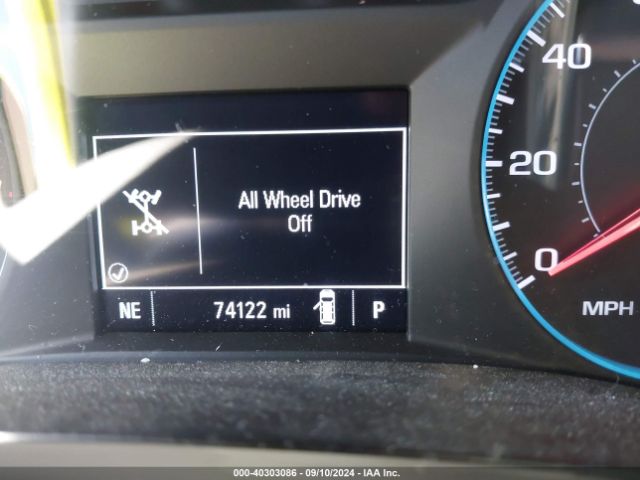 All Wheel Drive
Off
NE 74122 mi P
40
20
0
MPH
000-40303086 - 09/10/2024 - IAA Inc.